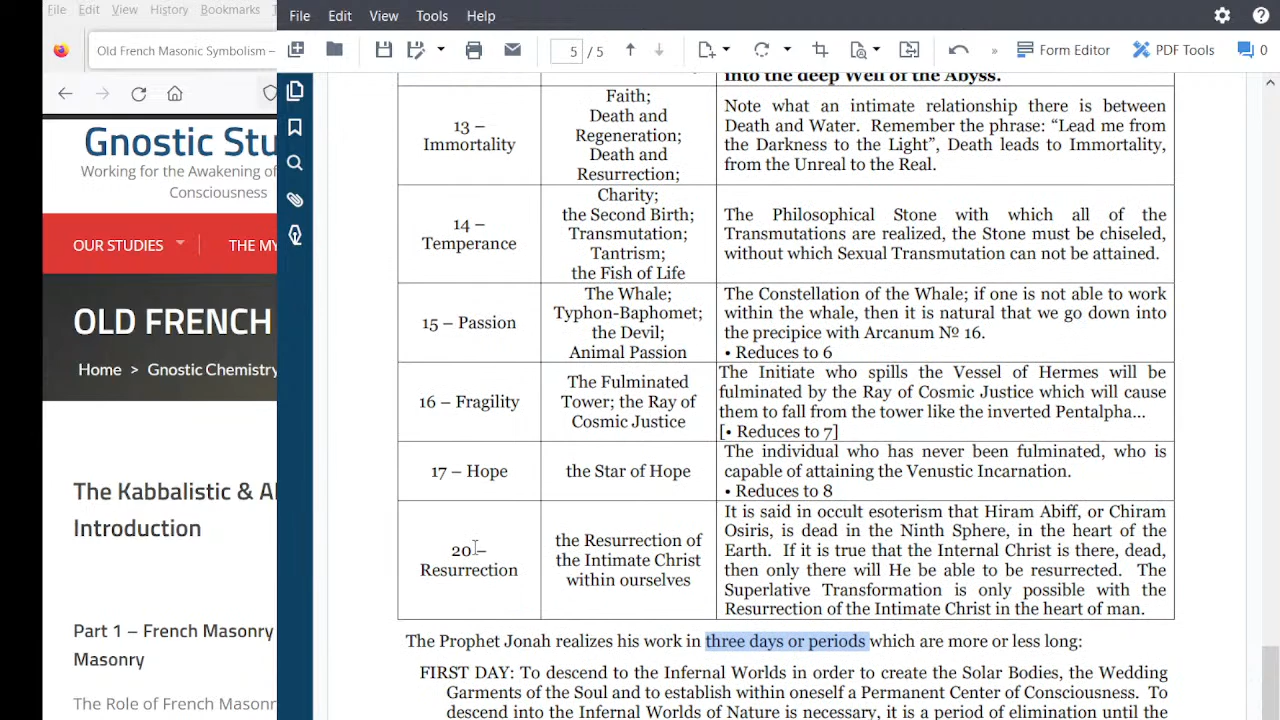 File Edit View History Bookmarks
Old French Masonic Symbolism –
Gnostic Stu
Working for the Awakening of
Consciousness
OUR STUDIES
THE MY
OLD FRENCH
Home > Gnostic Chemistry
The Kabbalistic & Al
Introduction
Part 1 – French Masonry
Masonry
The Role of French Masonr
File Edit View Tools Help
5 / 5
» Form Editor PDF Tools 0
into the deep Well of the Abyss.
13 –
Immortality
Faith;
Death and
Regeneration;
Death and
Resurrection;
Note what an intimate relationship there is between
Death and Water. Remember the phrase: “Lead me from
the Darkness to the Light”, Death leads to Immortality,
from the Unreal to the Real.
14 –
Temperance
Charity;
the Second Birth;
Transmutation;
Tantrism;
the Fish of Life
The Philosophical Stone with which all of the
Transmutations are realized, the Stone must be chiseled,
without which Sexual Transmutation can not be attained.
15 – Passion
The Whale;
Typhon-Baphomet;
the Devil;
Animal Passion
The Constellation of the Whale; if one is not able to work
within the whale, then it is natural that we go down into
the precipice with Arcanum № 16.
• Reduces to 6
16 – Fragility
The Fulminated
Tower; the Ray of
Cosmic Justice
The Initiate who spills the Vessel of Hermes will be
fulminated by the Ray of Cosmic Justice which will cause
them to fall from the tower like the inverted Pentalpha...
[• Reduces to 7]
17 – Hope
the Star of Hope
The individual who has never been fulminated, who is
capable of attaining the Venustic Incarnation.
• Reduces to 8
20 –
Resurrection
the Resurrection of
the Intimate Christ
within ourselves
It is said in occult esoterism that Hiram Abiff, or Chiram
Osiris, is dead in the Ninth Sphere, in the heart of the
Earth. If it is true that the Internal Christ is there, dead,
then only there will He be able to be resurrected. The
Superlative Transformation is only possible with the
Resurrection of the Intimate Christ in the heart of man.
The Prophet Jonah realizes his work in three days or periods which are more or less long:
FIRST DAY: To descend to the Infernal Worlds in order to create the Solar Bodies, the Wedding
Garments of the Soul and to establish within oneself a Permanent Center of Consciousness. To
descend into the Infernal Worlds of Nature is necessary, it is a period of elimination until the